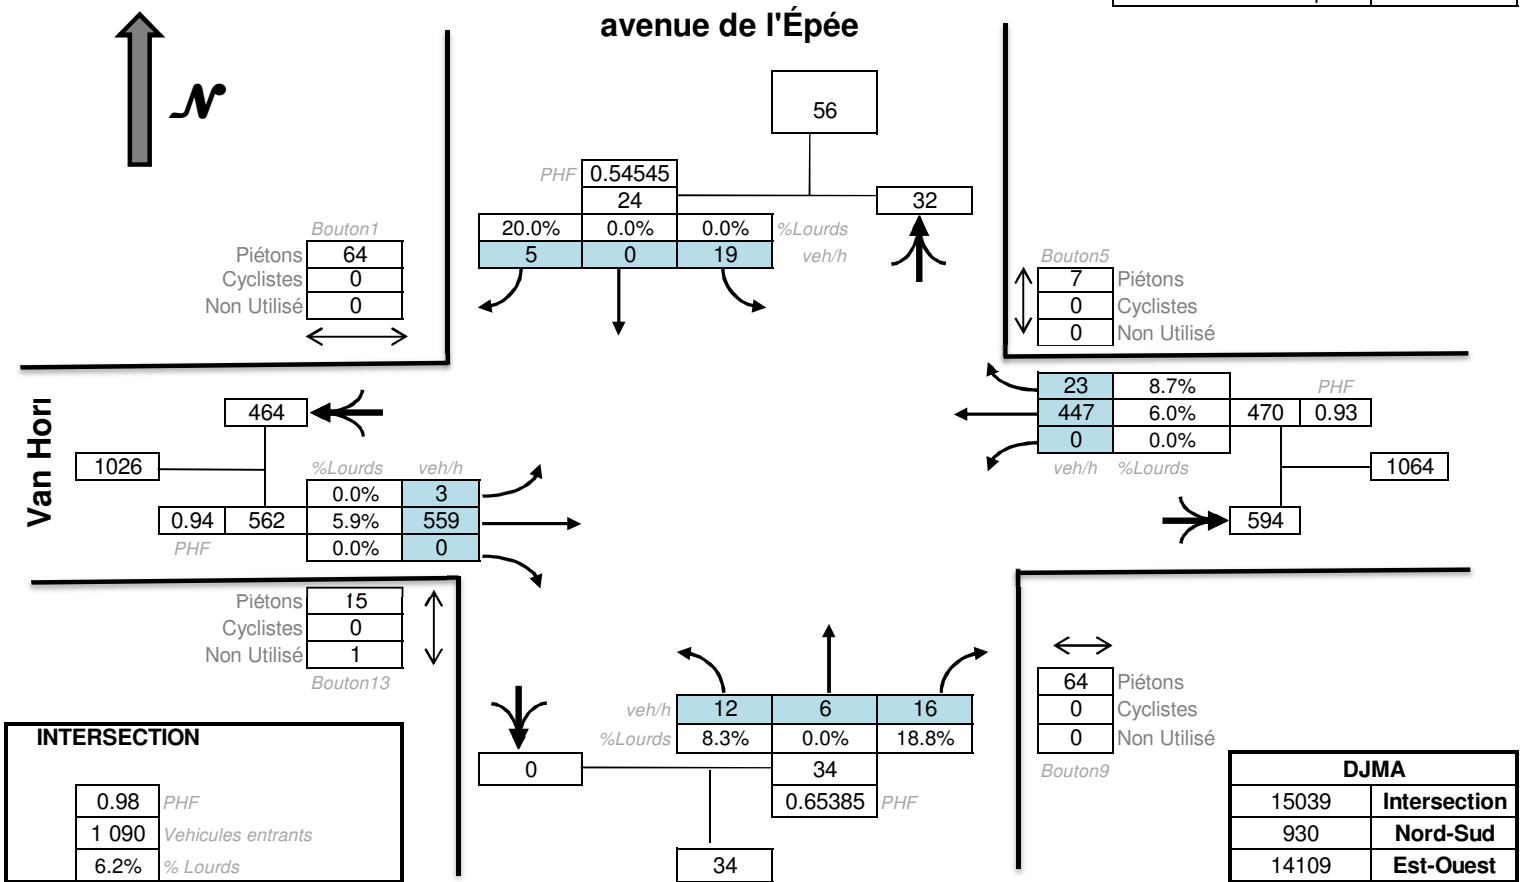 avenue de l'Épée
N
56
PHF 0.54545
24 32
20.0% 0.0% 0.0% %Lourds
5 0 19 veh/h
Bouton1
Piétons 64
Cyclistes 0
Non Utilisé 0
Bouton5
7 Piétons
0 Cyclistes
0 Non Utilisé
23 8.7% PHF
447 6.0% 470 0.93
0 0.0%
veh/h %Lourds
1064
594
Van Hor
464
1026
%Lourds veh/h
0.0% 3
0.94 562 5.9% 559
PHF 0.0% 0
Piétons 15
Cyclistes 0
Non Utilisé 1
Bouton13
veh/h 12 6 16
%Lourds 8.3% 0.0% 18.8%
0 34
0.65385 PHF
34
64 Piétons
0 Cyclistes
0 Non Utilisé
Bouton9
INTERSECTION
0.98 PHF
1 090 Vehicules entrants
6.2% % Lourds
DJMA
15039 Intersection
930 Nord-Sud
14109 Est-Ouest